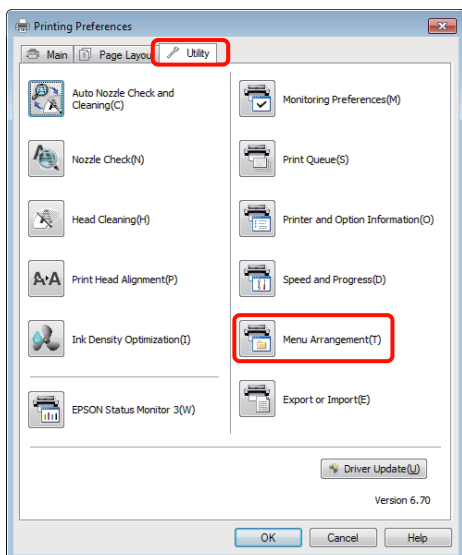 Printing Preferences
Main
Page Layou
Utility
Auto Nozzle Check and
Cleaning(C)
Monitoring Preferences(M)
Nozzle Check(N)
Print Queue(S)
Head Cleaning(H)
Printer and Option Information(O)
A·A
Print Head Alignment(P)
Speed and Progress(D)
Ink Density Optimization(I)
Menu Arrangement(T)
EPSON Status Monitor 3(W)
Export or Import(E)
Driver Update(U)
Version 6.70
OK
Cancel
Help